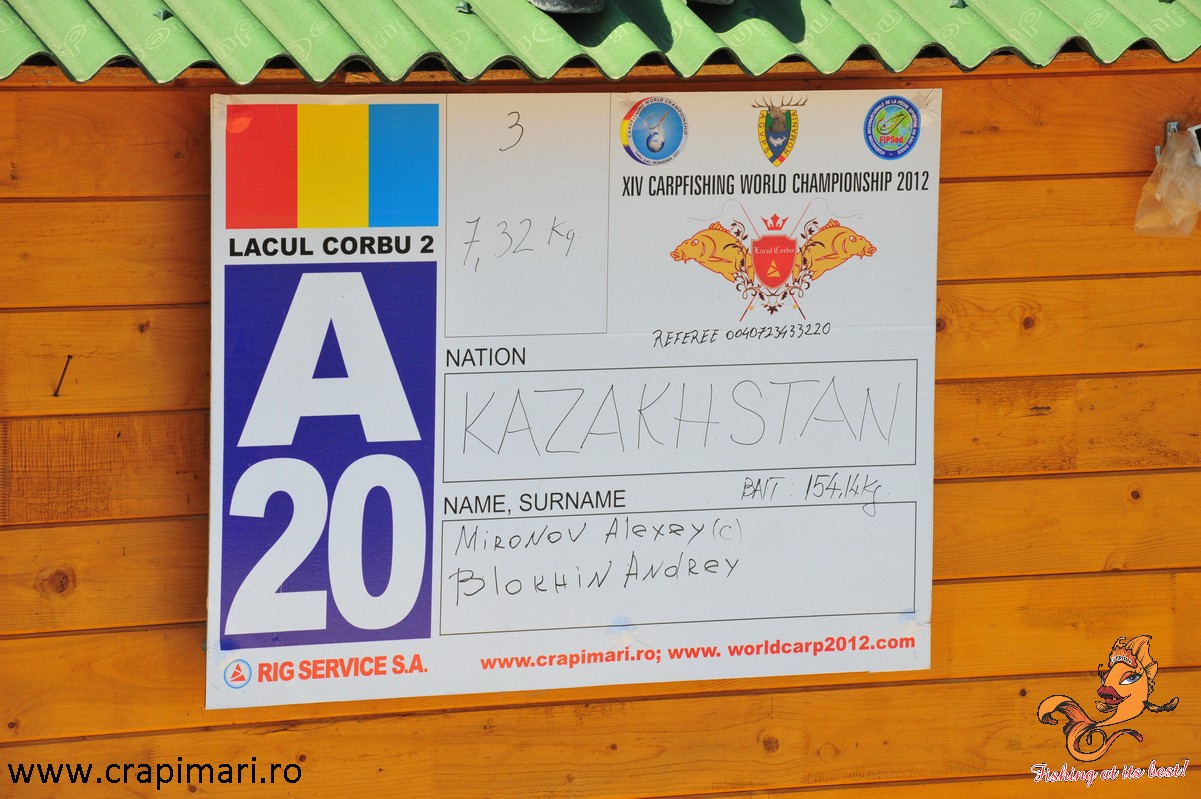 LACUL CORBU 2
A
20
RIG SERVICE S.A.
3
7,32 Kg
XIV CARPFISHING WORLD CHAMPIONSHIP 2012
Lacul Corbu
REFEREE 0040723433220
NATION
KAZAKHSTAN
NAME, SURNAME
BAIT : 154,14Kg
MIRONOV Alexey (c)
BLOKHIN ANDREY
www.crapimari.ro; www. worldcarp2012.com
www.crapimari.ro
Fishing at its best!